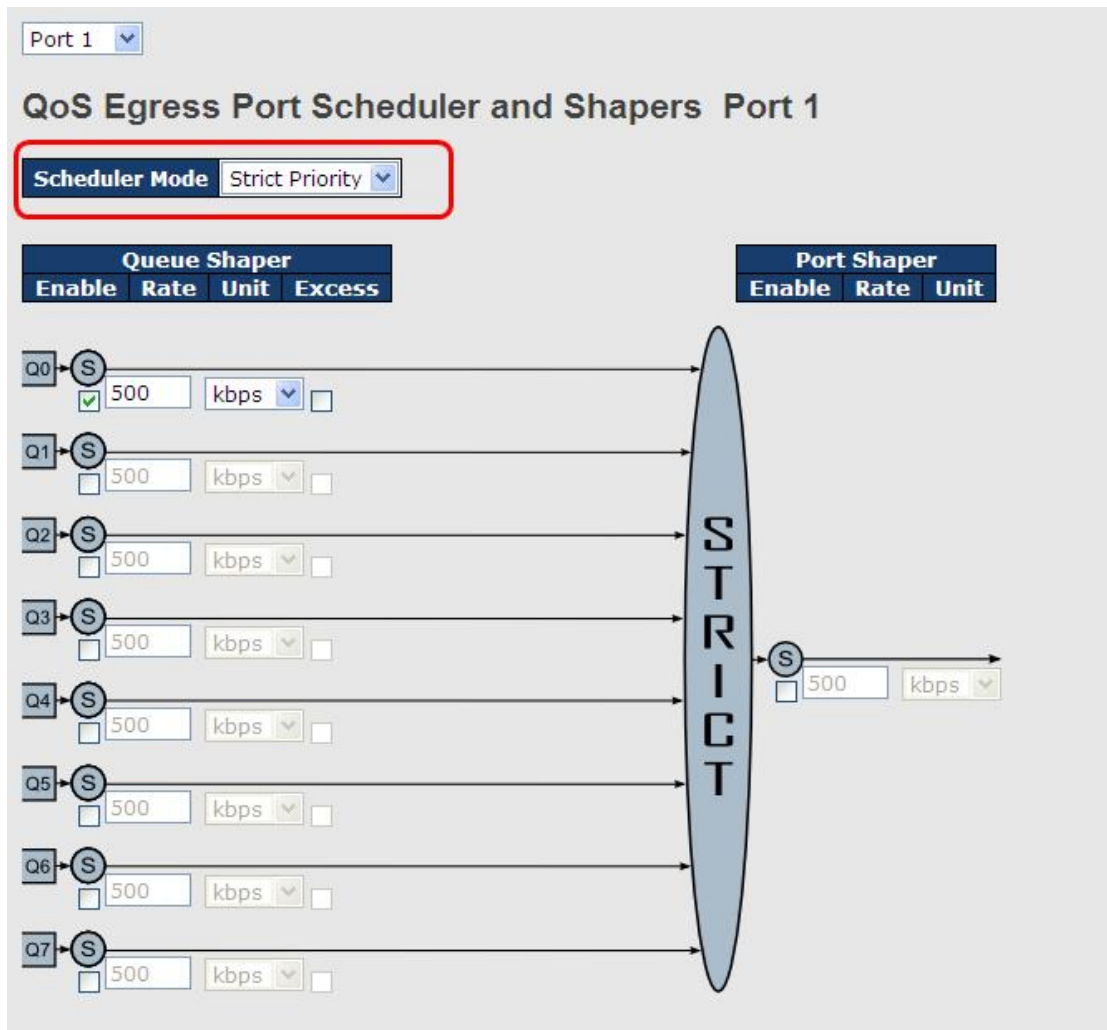 Port 1
QoS Egress Port Scheduler and Shapers Port 1
Scheduler Mode Strict Priority
Queue Shaper
Enable Rate Unit Excess
Port Shaper
Enable Rate Unit
Q0 S
500 kbps
Q1 S
500 kbps
Q2 S
500 kbps
Q3 S
500 kbps
Q4 S
500 kbps
Q5 S
500 kbps
Q6 S
500 kbps
Q7 S
500 kbps
STRICT
S
500 kbps